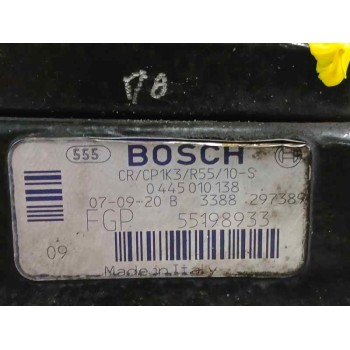 555 BOSCH
CR/CP1K3/R55/10-S
0 445 010 138
07-09-20 B 3388 297389
FGP 55198933
09
Made in Italy